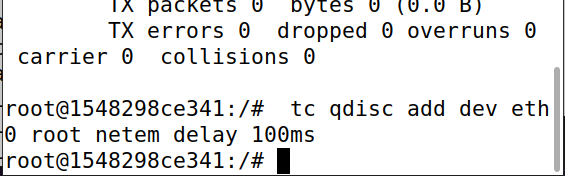 TX packets 0  bytes 0 (0.0 B)
TX errors 0  dropped 0 overruns 0
carrier 0  collisions 0
root@1548298ce341:/#  tc qdisc add dev eth
0 root netem delay 100ms
root@1548298ce341:/#